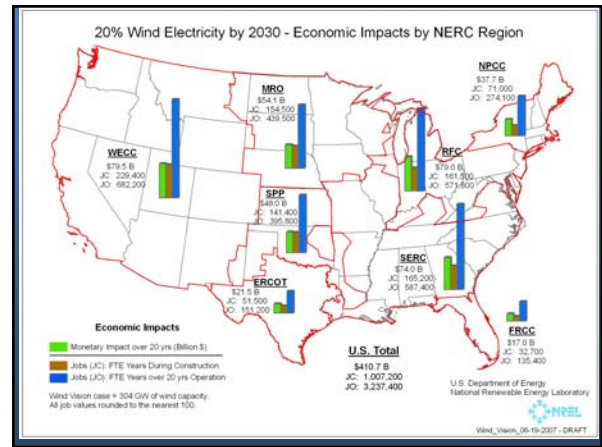 20% Wind Electricity by 2030 - Economic Impacts by NERC Region
NPCC
$37.7 B
JC: 71,000
JO: 274,100
MRO
$54.1 B
JC: 154,500
JO: 439,500
WECC
$79.5 B
JC: 229,400
JO: 682,200
RFC
$79.0 B
JC: 161,500
JO: 571,800
SPP
$48.0 B
JC: 141,400
JO: 395,800
SERC
$74.0 B
JC: 165,200
JO: 587,400
ERCOT
$21.5 B
JC: 51,500
JO: 151,200
FRCC
$17.0 B
JC: 32,700
JO: 135,400
Economic Impacts
Monetary Impact over 20 yrs (Billion $)
Jobs (JC): FTE Years During Construction
Jobs (JO): FTE Years over 20 yrs Operation
Wind Vision case = 304 GW of wind capacity.
All job values rounded to the nearest 100.
U.S. Total
$410.7 B
JC: 1,007,200
JO: 3,237,400
U.S. Department of Energy
National Renewable Energy Laboratory
NREL
Wind_Vision_06-19-2007 - DRAFT